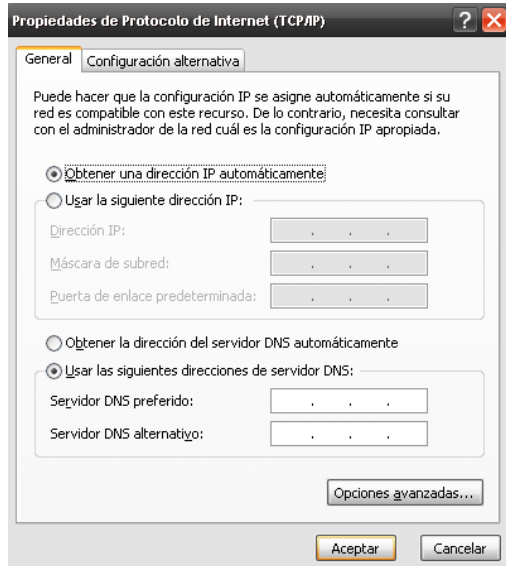 Propiedades de Protocolo de Internet (TCP/IP)
General
Configuración alternativa
Puede hacer que la configuración IP se asigne automáticamente si su
red es compatible con este recurso. De lo contrario, necesita consultar
con el administrador de la red cuál es la configuración IP apropiada.
Obtener una dirección IP automáticamente
Usar la siguiente dirección IP:
Dirección IP:
Máscara de subred:
Puerta de enlace predeterminada:
Obtener la dirección del servidor DNS automáticamente
Usar las siguientes direcciones de servidor DNS:
Servidor DNS preferido:
Servidor DNS alternativo:
Opciones avanzadas...
Aceptar
Cancelar